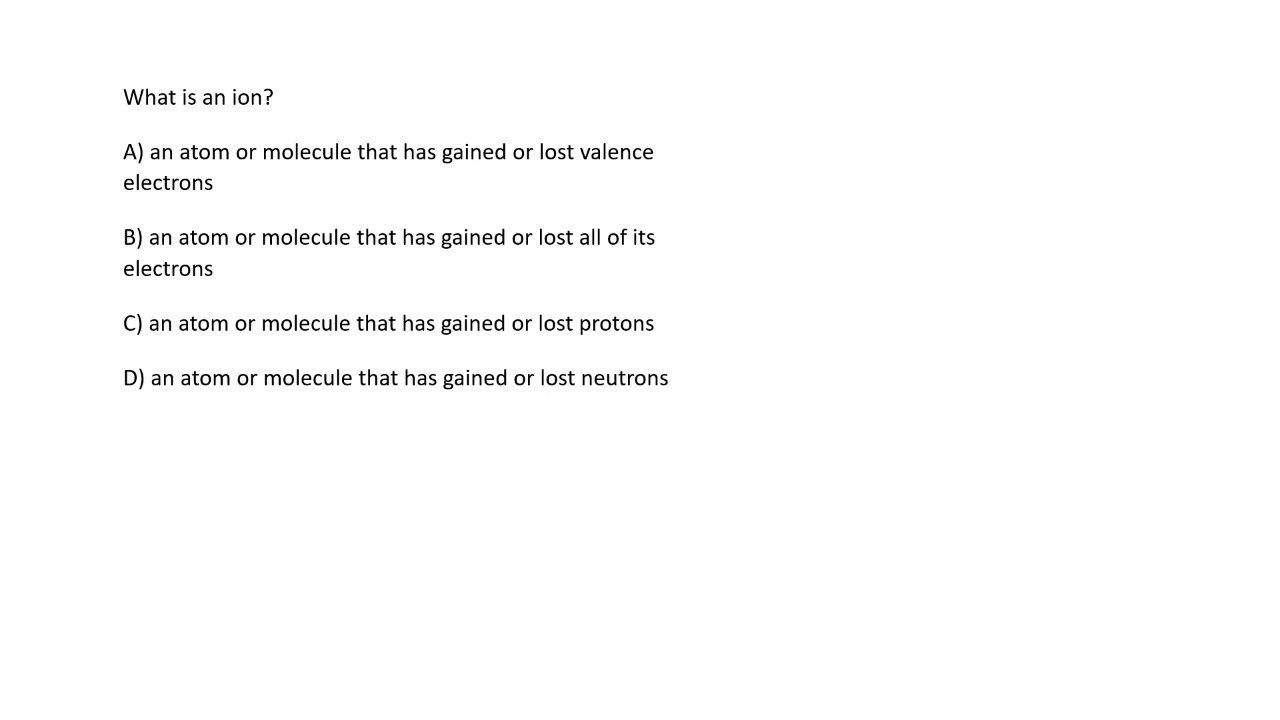 What is an ion?
A) an atom or molecule that has gained or lost valence
electrons
B) an atom or molecule that has gained or lost all of its
electrons
C) an atom or molecule that has gained or lost protons
D) an atom or molecule that has gained or lost neutrons